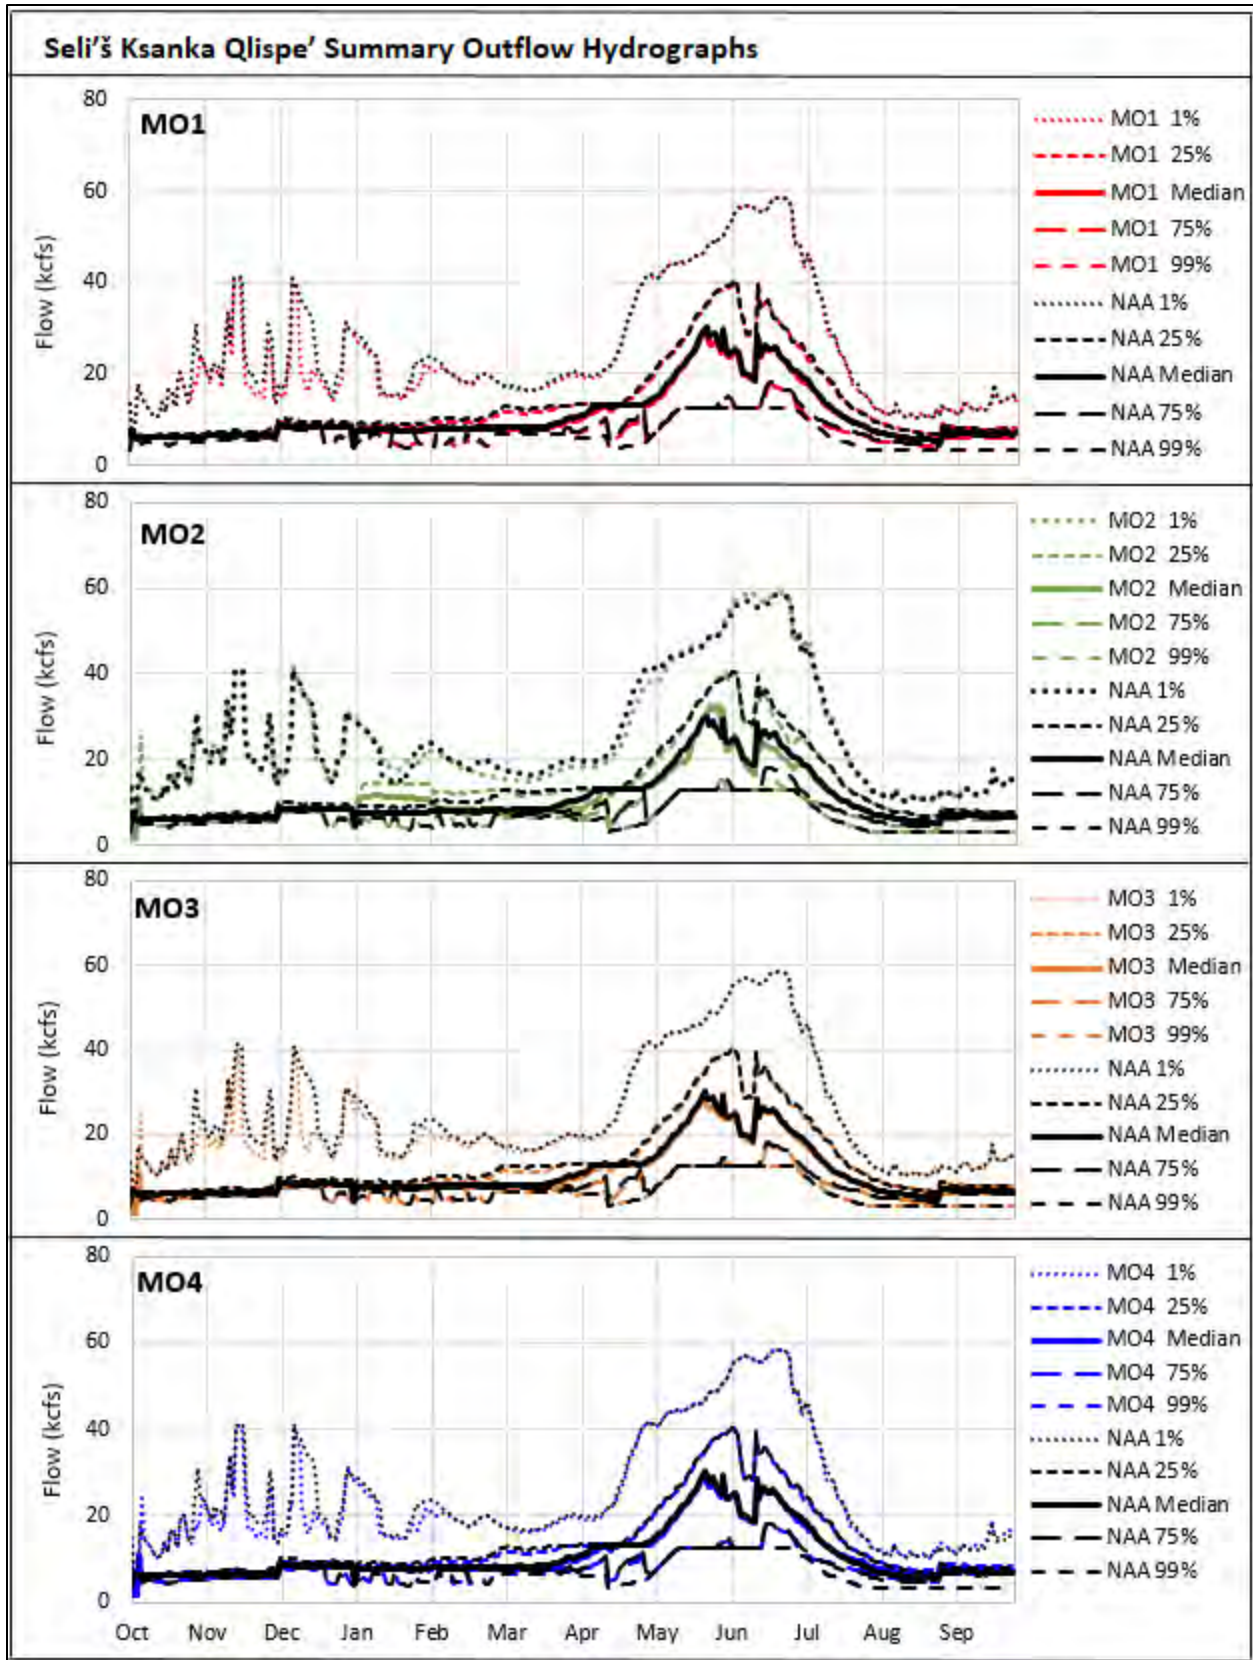 Seli'š Ksanka Qlispe' Summary Outflow Hydrographs
MO1
80
60
40
20
0
Flow (kcfs)
MO1 1%
MO1 25%
MO1 Median
MO1 75%
MO1 99%
NAA 1%
NAA 25%
NAA Median
NAA 75%
NAA 99%
MO2
80
60
40
20
0
Flow (kcfs)
MO2 1%
MO2 25%
MO2 Median
MO2 75%
MO2 99%
NAA 1%
NAA 25%
NAA Median
NAA 75%
NAA 99%
MO3
80
60
40
20
0
Flow (kcfs)
MO3 1%
MO3 25%
MO3 Median
MO3 75%
MO3 99%
NAA 1%
NAA 25%
NAA Median
NAA 75%
NAA 99%
MO4
80
60
40
20
0
Flow (kcfs)
MO4 1%
MO4 25%
MO4 Median
MO4 75%
MO4 99%
NAA 1%
NAA 25%
NAA Median
NAA 75%
NAA 99%
Oct Nov Dec Jan Feb Mar Apr May Jun Jul Aug Sep